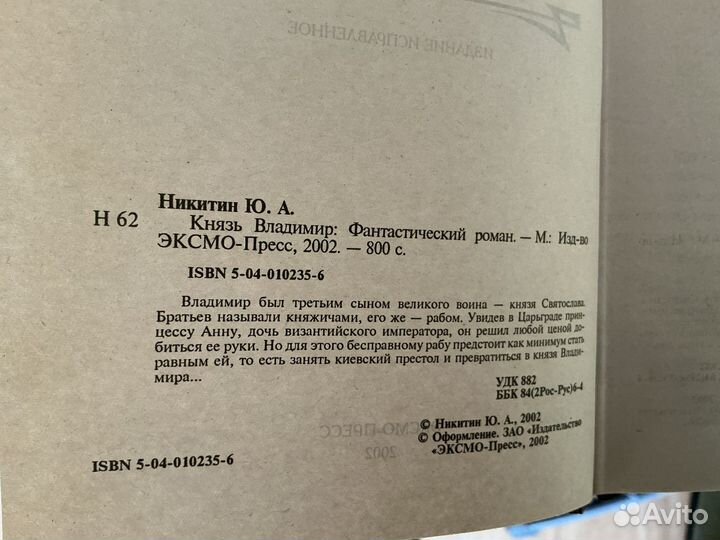 ИЗДАНИЕ ИСПРАВЛЕННОЕ
Никитин Ю. А.
Н 62
Князь Владимир: Фантастический роман. — М.: Изд-во
ЭКСМО-Пресс, 2002. — 800 с.
ISBN 5-04-010235-6
Владимир был третьим сыном великого воина — князя Святослава.
Братьев называли княжичами, его же — рабом. Увидев в Царьграде прин-
цессу Анну, дочь византийского императора, он решил любой ценой до-
биться ее руки. Но для этого бесправному рабу предстоит как минимум стать
равным ей, то есть занять киевский престол и превратиться в князя Влади-
мира...
УДК 882
ББК 84(2Рос-Рус)6-4
© Никитин Ю. А., 2002
© Оформление. ЗАО «Издательство
«ЭКСМО-Пресс», 2002
СМО-ПРЕСС
2002
ISBN 5-04-010235-6
Avito